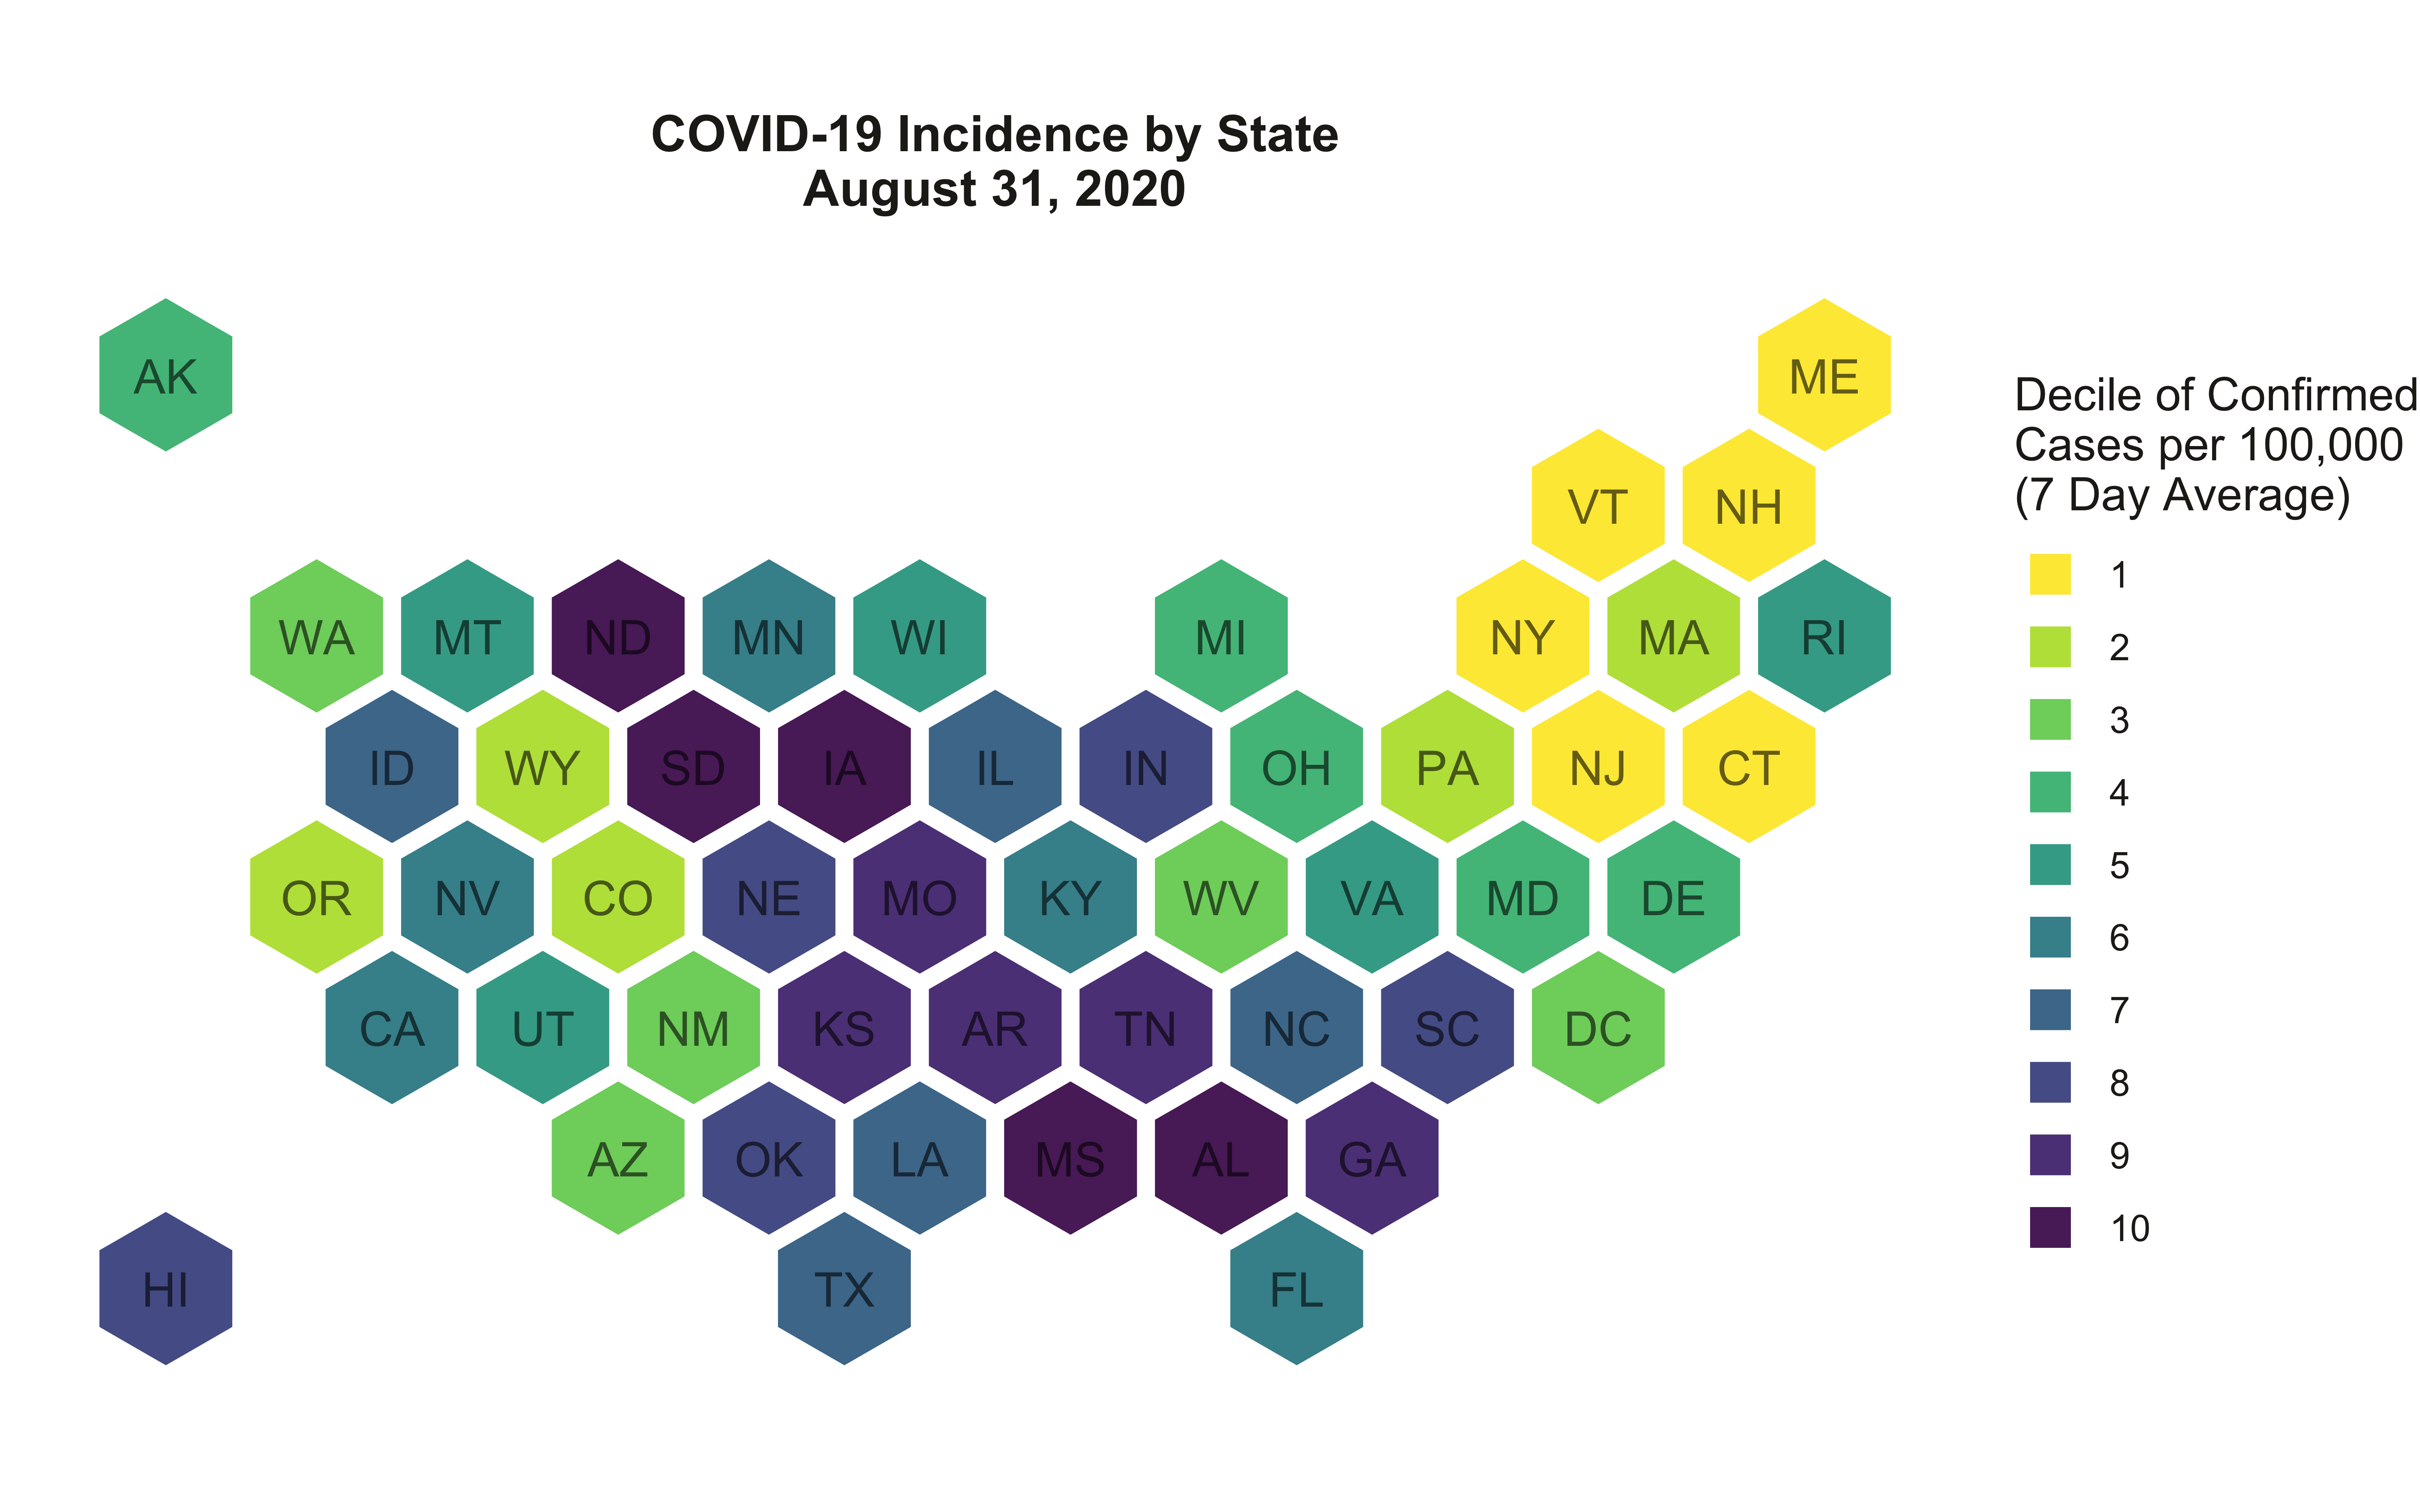 COVID-19 Incidence by State
August 31, 2020
AK
ME
VT NH
WA MT ND MN WI MI NY MA RI
ID WY SD IA IL IN OH PA NJ CT
OR NV CO NE MO KY WV VA MD DE
CA UT NM KS AR TN NC SC DC
AZ OK LA MS AL GA
HI TX FL
Decile of Confirmed
Cases per 100,000
(7 Day Average)
1
2
3
4
5
6
7
8
9
10